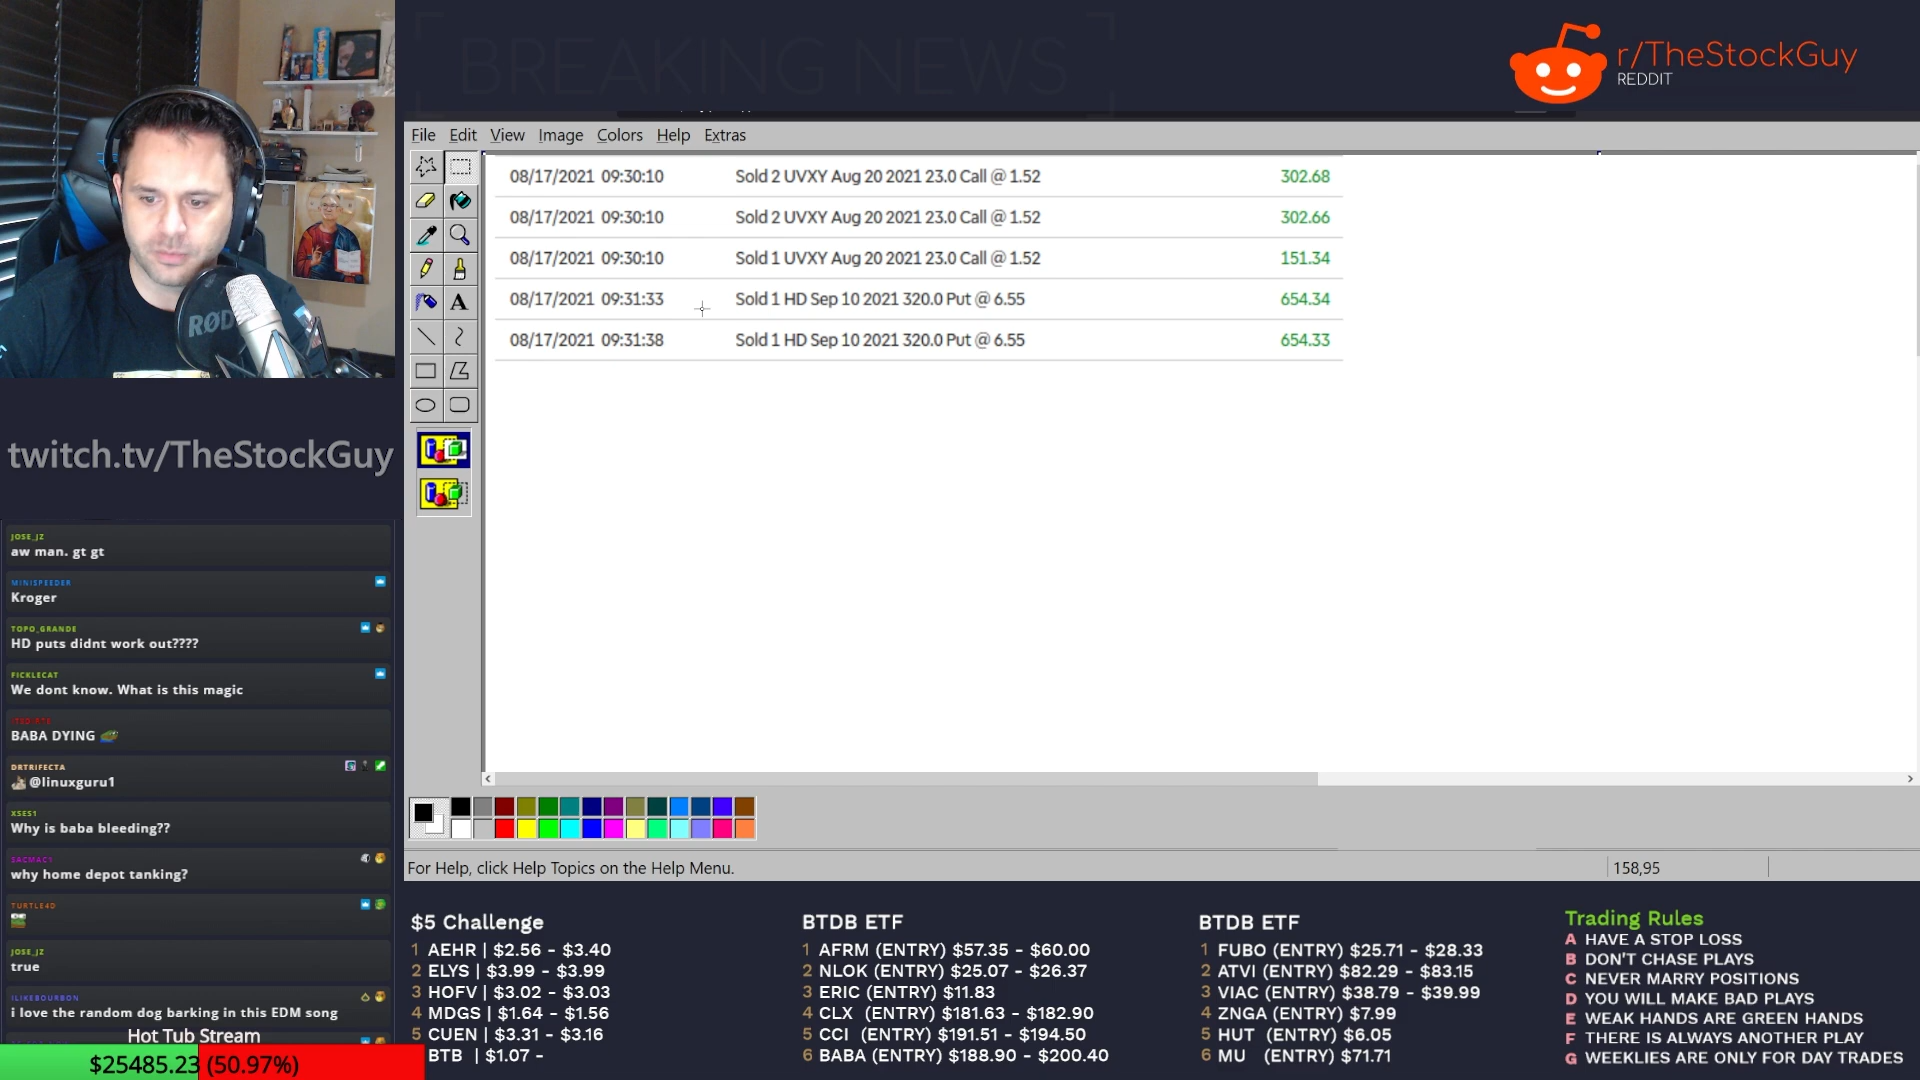 BREAKING NEWS
r/TheStockGuy
REDDIT
File Edit View Image Colors Help Extras
08/17/2021 09:30:10 Sold 2 UVXY Aug 20 2021 23.0 Call @ 1.52 302.68
08/17/2021 09:30:10 Sold 2 UVXY Aug 20 2021 23.0 Call @ 1.52 302.66
08/17/2021 09:30:10 Sold 1 UVXY Aug 20 2021 23.0 Call @ 1.52 151.34
08/17/2021 09:31:33 Sold 1 HD Sep 10 2021 320.0 Put @ 6.55 654.34
08/17/2021 09:31:38 Sold 1 HD Sep 10 2021 320.0 Put @ 6.55 654.33
A
RØD
twitch.tv/TheStockGuy
JOSE_JZ
aw man. gt gt
MINISPEEDER
Kroger
TOPO_GRANDE
HD puts didnt work out????
FICKLECAT
We dont know. What is this magic
BABA DYING
DRTRIFECTA
@linuxguru1
XSES1
Why is baba bleeding??
SACMAC1
why home depot tanking?
TURTLE4D
JOSE_JZ
true
ILIKEBOURBON
i love the random dog barking in this EDM song
Hot Tub Stream
$25485.23 (50.97%)
For Help, click Help Topics on the Help Menu.
158,95
$5 Challenge
1 AEHR | $2.56 - $3.40
2 ELYS | $3.99 - $3.99
3 HOFV | $3.02 - $3.03
4 MDGS | $1.64 - $1.56
5 CUEN | $3.31 - $3.16
BTB | $1.07 -
BTDB ETF
1 AFRM (ENTRY) $57.35 - $60.00
2 NLOK (ENTRY) $25.07 - $26.37
3 ERIC (ENTRY) $11.83
4 CLX (ENTRY) $181.63 - $182.90
5 CCI (ENTRY) $191.51 - $194.50
6 BABA (ENTRY) $188.90 - $200.40
BTDB ETF
1 FUBO (ENTRY) $25.71 - $28.33
2 ATVI (ENTRY) $82.29 - $83.15
3 VIAC (ENTRY) $38.79 - $39.99
4 ZNGA (ENTRY) $7.99
5 HUT (ENTRY) $6.05
6 MU (ENTRY) $71.71
Trading Rules
A HAVE A STOP LOSS
B DON'T CHASE PLAYS
C NEVER MARRY POSITIONS
D YOU WILL MAKE BAD PLAYS
E WEAK HANDS ARE GREEN HANDS
F THERE IS ALWAYS ANOTHER PLAY
G WEEKLIES ARE ONLY FOR DAY TRADES